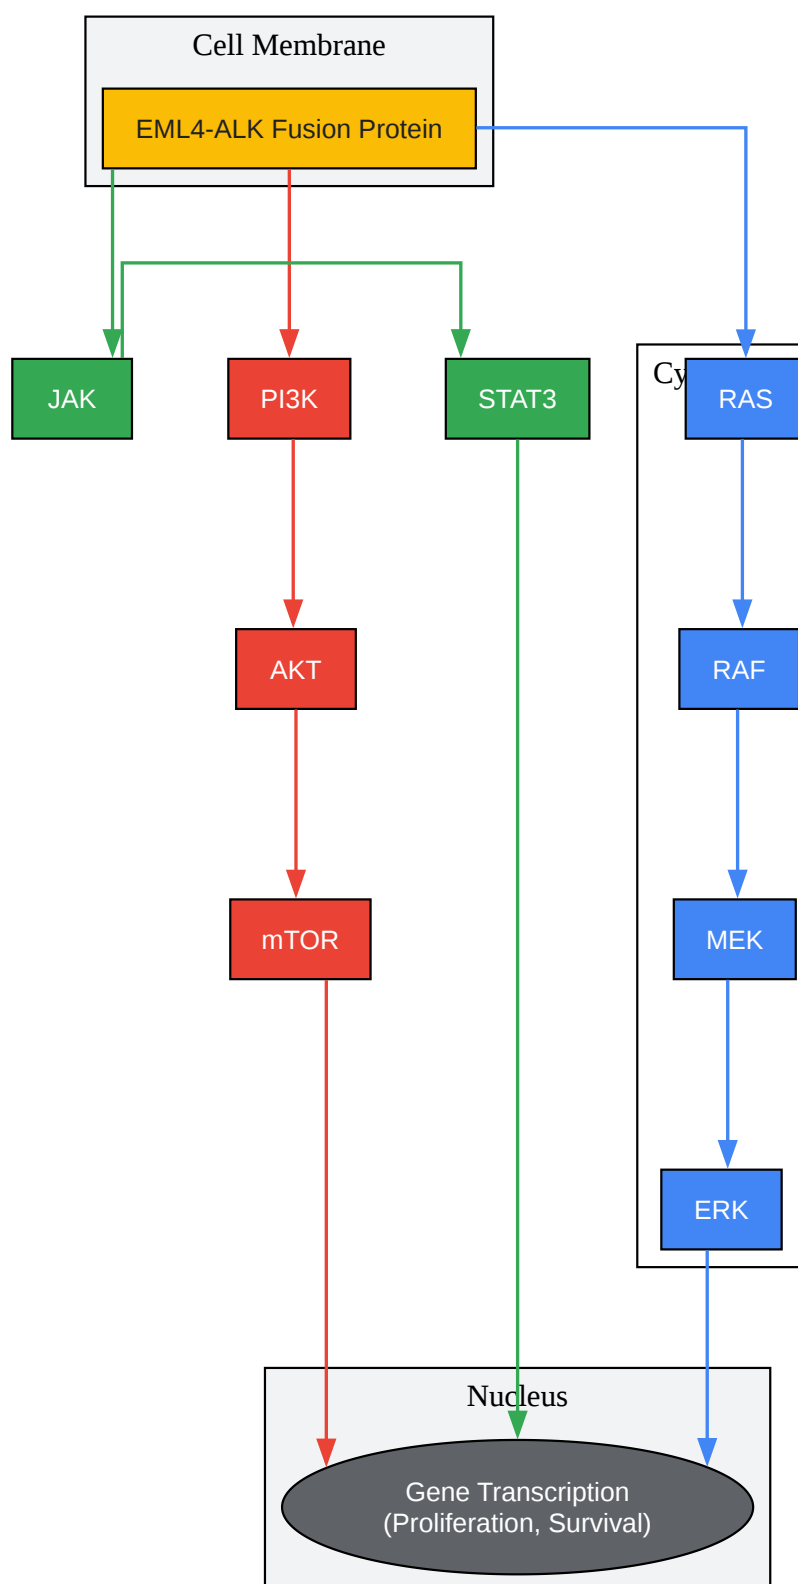 Cell Membrane
EML4-ALK Fusion Protein
JAK
PI3K
STAT3
Cy
RAS
AKT
RAF
mTOR
MEK
ERK
Nucleus
Gene Transcription
(Proliferation, Survival)